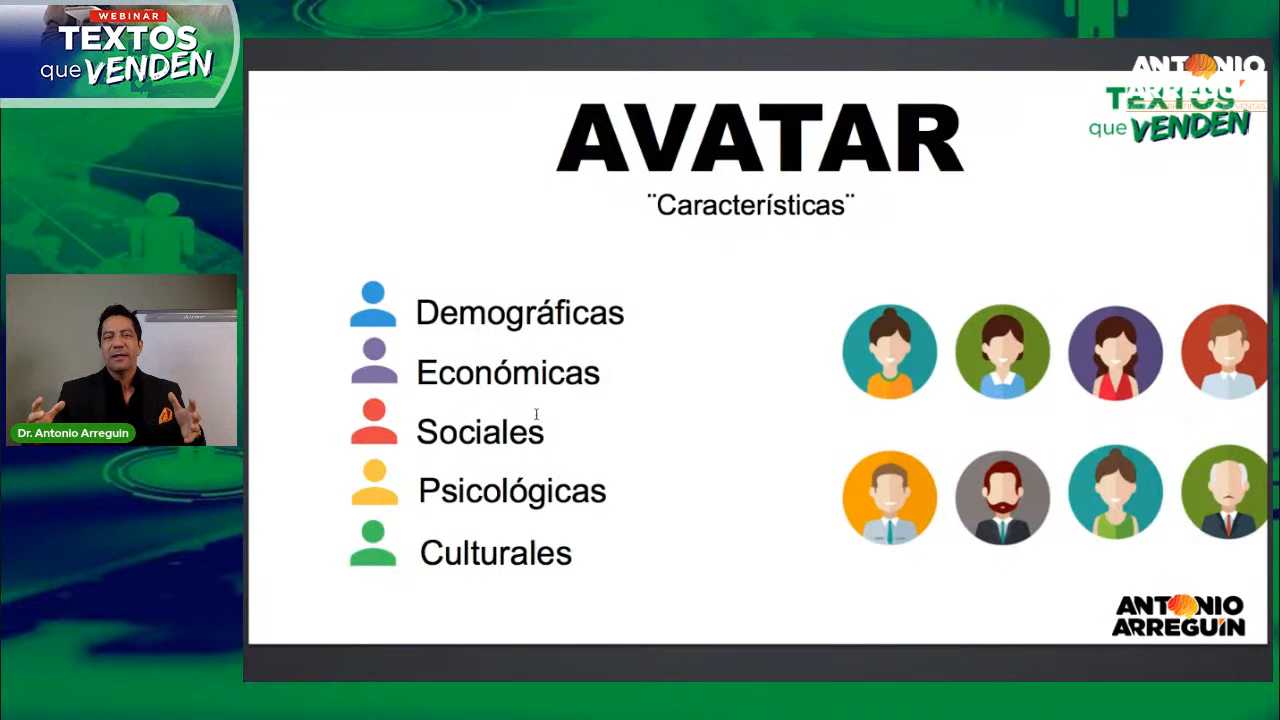 WEBINAR
TEXTOS
que VENDEN
ANTONIO
ARREGUIN
TEXTOS
que VENDEN
AVATAR
¨Características¨
Demográficas
Económicas
Sociales
Psicológicas
Culturales
Dr. Antonio Arreguin
ANTONIO
ARREGUÍN